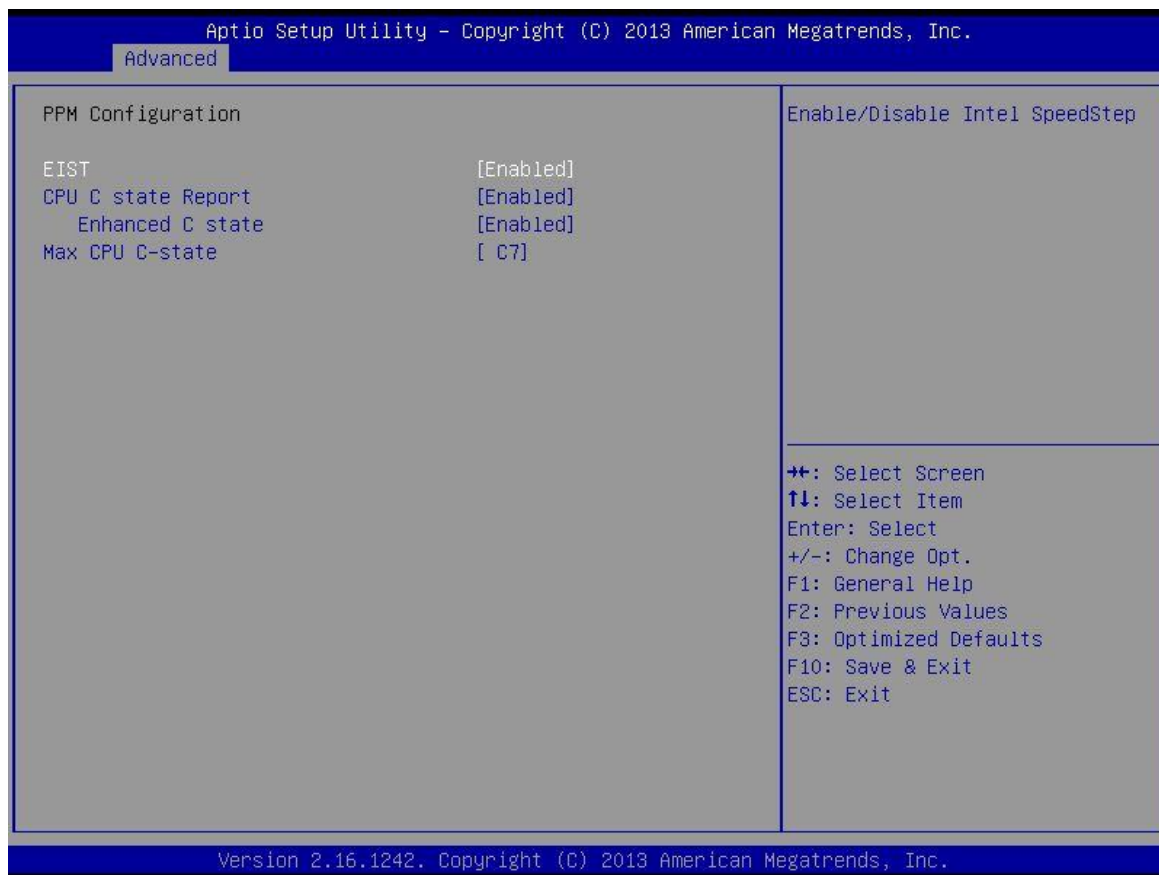 Aptio Setup Utility – Copyright (C) 2013 American Megatrends, Inc.
Advanced
PPM Configuration
EIST [Enabled]
CPU C state Report [Enabled]
Enhanced C state [Enabled]
Max CPU C-state [ C7]
Enable/Disable Intel SpeedStep
→←: Select Screen
↑↓: Select Item
Enter: Select
+/-: Change Opt.
F1: General Help
F2: Previous Values
F3: Optimized Defaults
F10: Save & Exit
ESC: Exit
Version 2.16.1242. Copyright (C) 2013 American Megatrends, Inc.